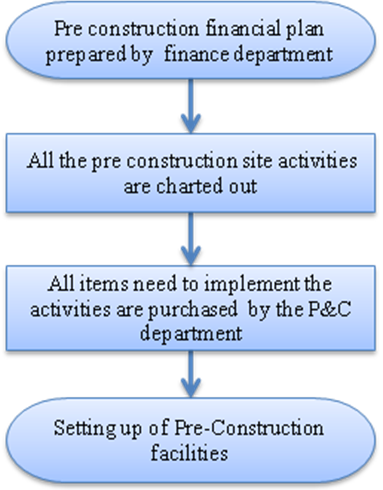 Pre construction financial plan
prepared by finance department
All the pre construction site activities
are charted out
All items need to implement the
activities are purchased by the P&C
department
Setting up of Pre-Construction
facilities